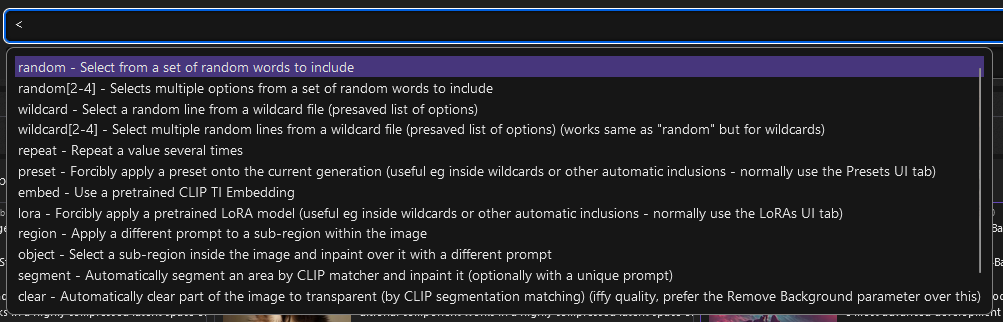 <
random - Select from a set of random words to include
random[2-4] - Selects multiple options from a set of random words to include
wildcard - Select a random line from a wildcard file (presaved list of options)
wildcard[2-4] - Select multiple random lines from a wildcard file (presaved list of options) (works same as "random" but for wildcards)
repeat - Repeat a value several times
preset - Forcibly apply a preset onto the current generation (useful eg inside wildcards or other automatic inclusions - normally use the Presets UI tab)
embed - Use a pretrained CLIP TI Embedding
lora - Forcibly apply a pretrained LoRA model (useful eg inside wildcards or other automatic inclusions - normally use the LoRAs UI tab)
region - Apply a different prompt to a sub-region within the image
object - Select a sub-region inside the image and inpaint over it with a different prompt
segment - Automatically segment an area by CLIP matcher and inpaint it (optionally with a unique prompt)
clear - Automatically clear part of the image to transparent (by CLIP segmentation matching) (iffy quality, prefer the Remove Background parameter over this)